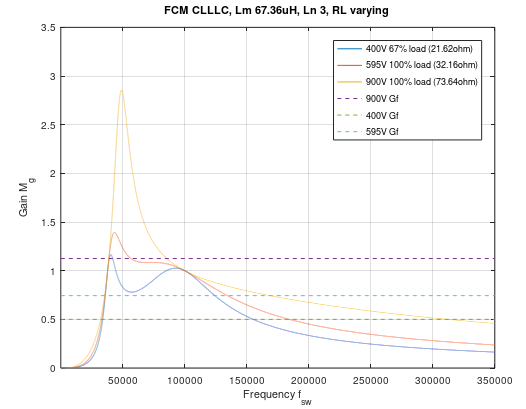 FCM CLLLC, Lm 67.36uH, Ln 3, RL varying
3.5
3
2.5
2
1.5
1
0.5
0
Gain M_g
400V 67% load (21.62ohm)
595V 100% load (32.16ohm)
900V 100% load (73.64ohm)
900V Gf
400V Gf
595V Gf
50000 100000 150000 200000 250000 300000 350000
Frequency f_sw